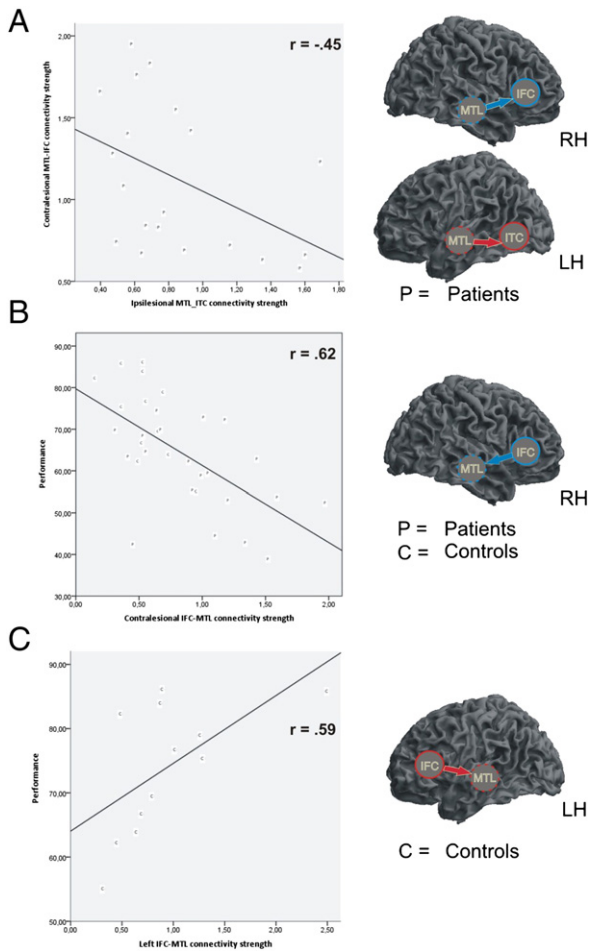 A
r = -.45
Contralesional MTL-IFC connectivity strength
2,00
1,50
1,00
0,50
0,40 0,60 0,80 1,00 1,20 1,40 1,60 1,80
Ipsilesional MTL_ITC connectivity strength
MTL IFC
RH
MTL ITC
LH
P = Patients
B
r = .62
Performance
90,00
80,00
70,00
60,00
50,00
40,00
30,00
0,00 0,50 1,00 1,50 2,00
Contralesional IFC-MTL connectivity strength
MTL IFC
RH
P = Patients
C = Controls
C
r = .59
Performance
90,00
80,00
70,00
60,00
50,00
0,00 0,50 1,00 1,50 2,00 2,50
Left IFC-MTL connectivity strength
IFC MTL
LH
C = Controls